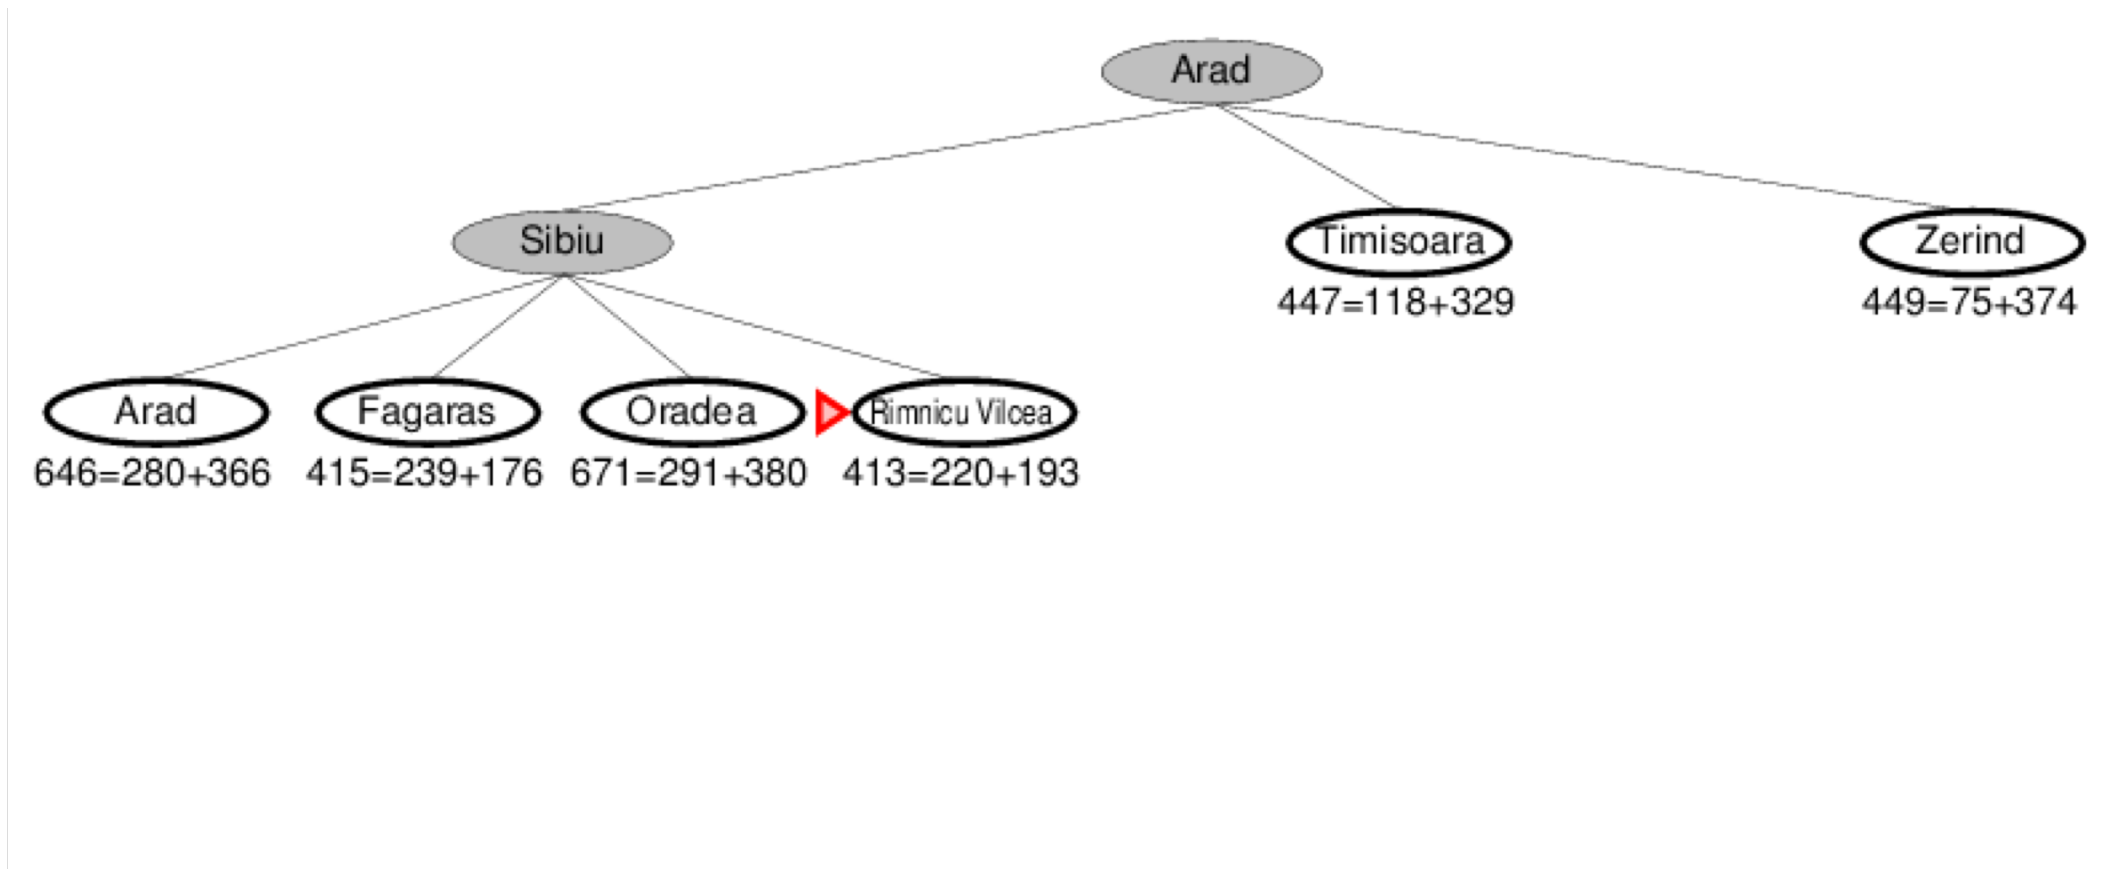 Arad
Sibiu
Timisoara
Zerind
447=118+329
449=75+374
Arad
Fagaras
Oradea
Rimnicu Vilcea
646=280+366
415=239+176
671=291+380
413=220+193